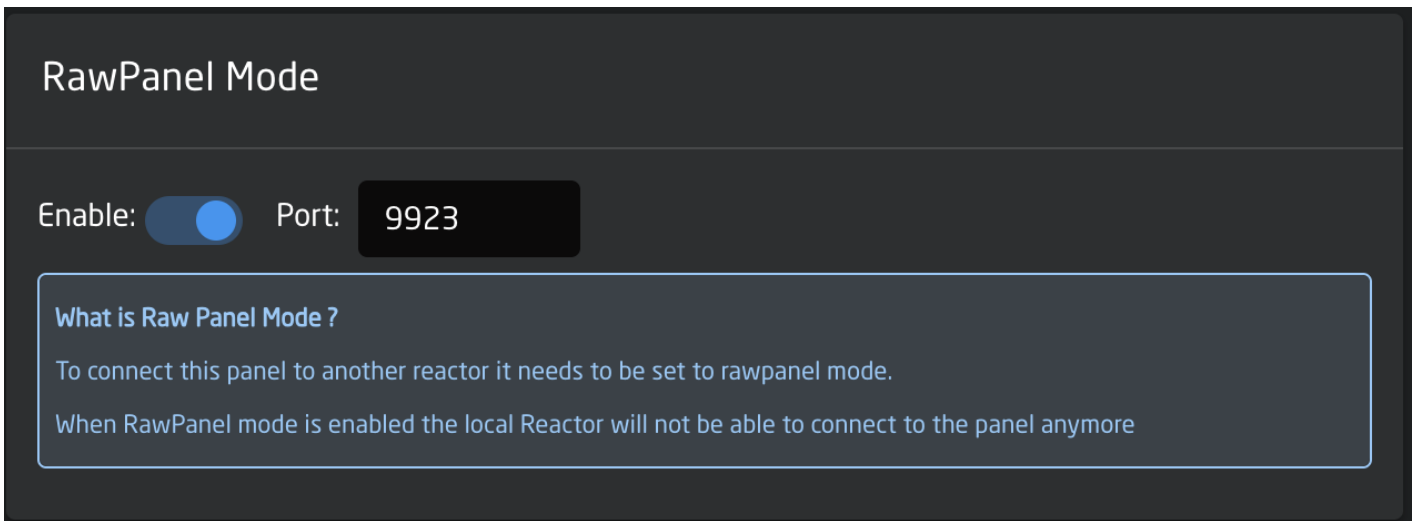 RawPanel Mode
Enable: Port: 9923
What is Raw Panel Mode ?
To connect this panel to another reactor it needs to be set to rawpanel mode.
When RawPanel mode is enabled the local Reactor will not be able to connect to the panel anymore